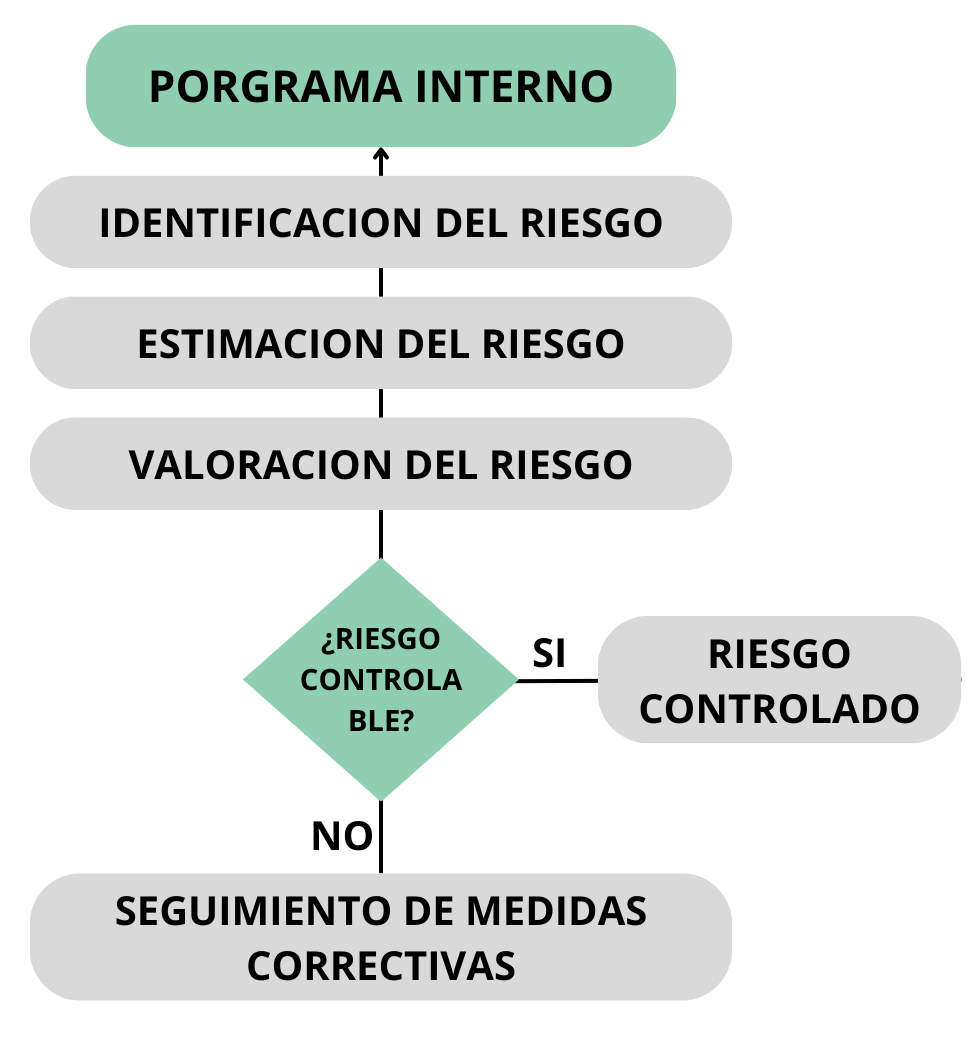 PORGRAMA INTERNO
IDENTIFICACION DEL RIESGO
ESTIMACION DEL RIESGO
VALORACION DEL RIESGO
¿RIESGO
CONTROLA
BLE?
SI
RIESGO
CONTROLADO
NO
SEGUIMIENTO DE MEDIDAS
CORRECTIVAS